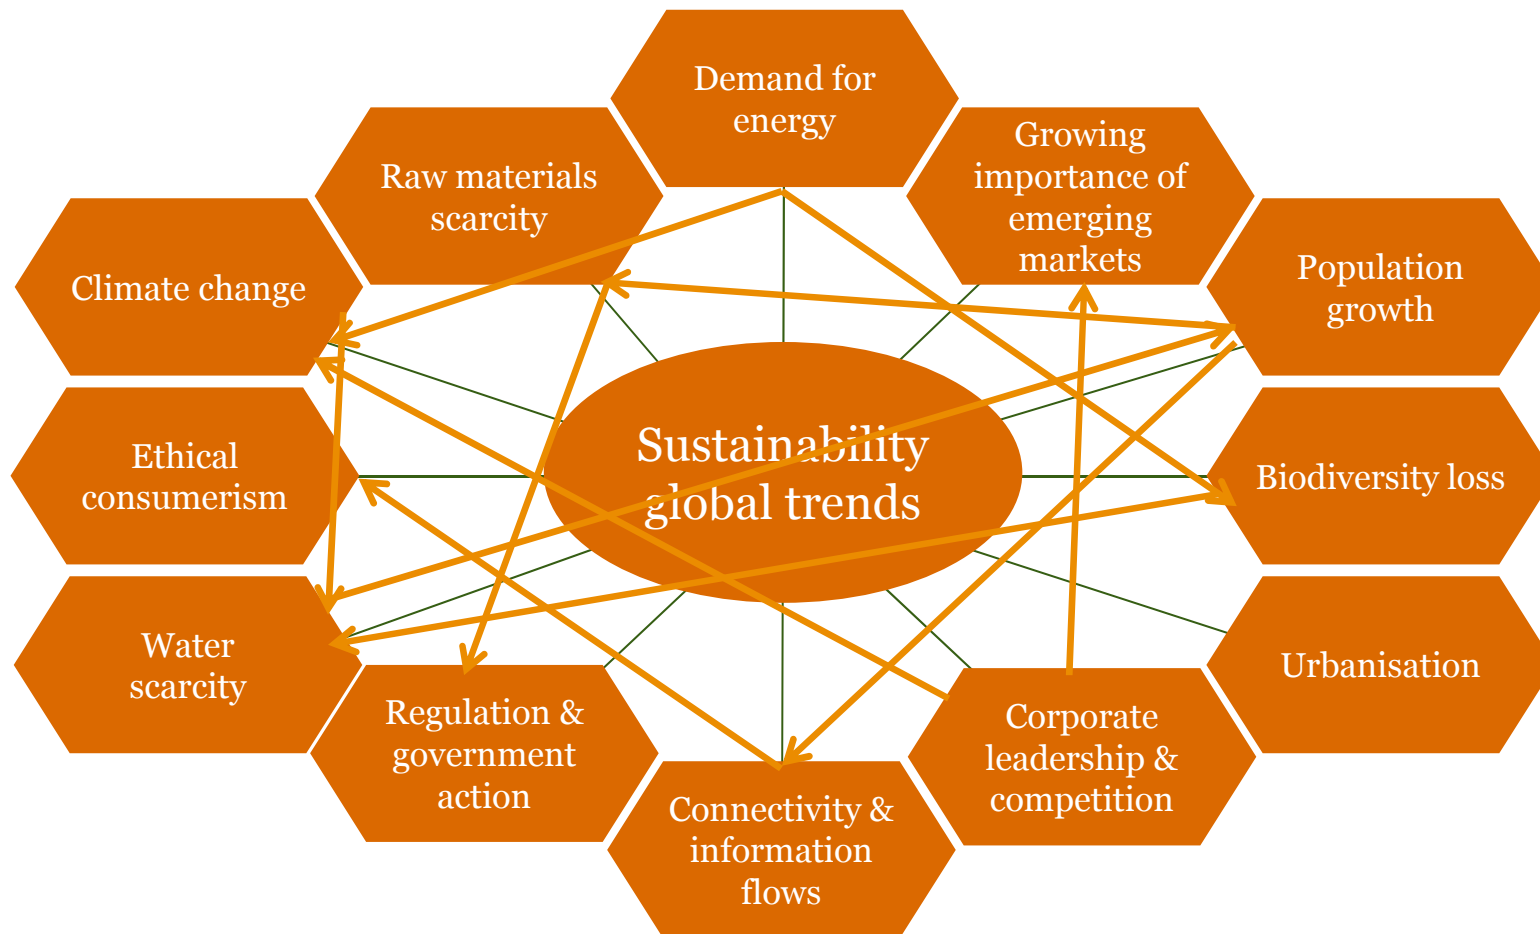 Demand for
energy
Growing
importance of
emerging
markets
Raw materials
scarcity
Population
growth
Climate change
Sustainability
global trends
Ethical
consumerism
Biodiversity loss
Water
scarcity
Urbanisation
Regulation &
government
action
Corporate
leadership &
competition
Connectivity &
information
flows